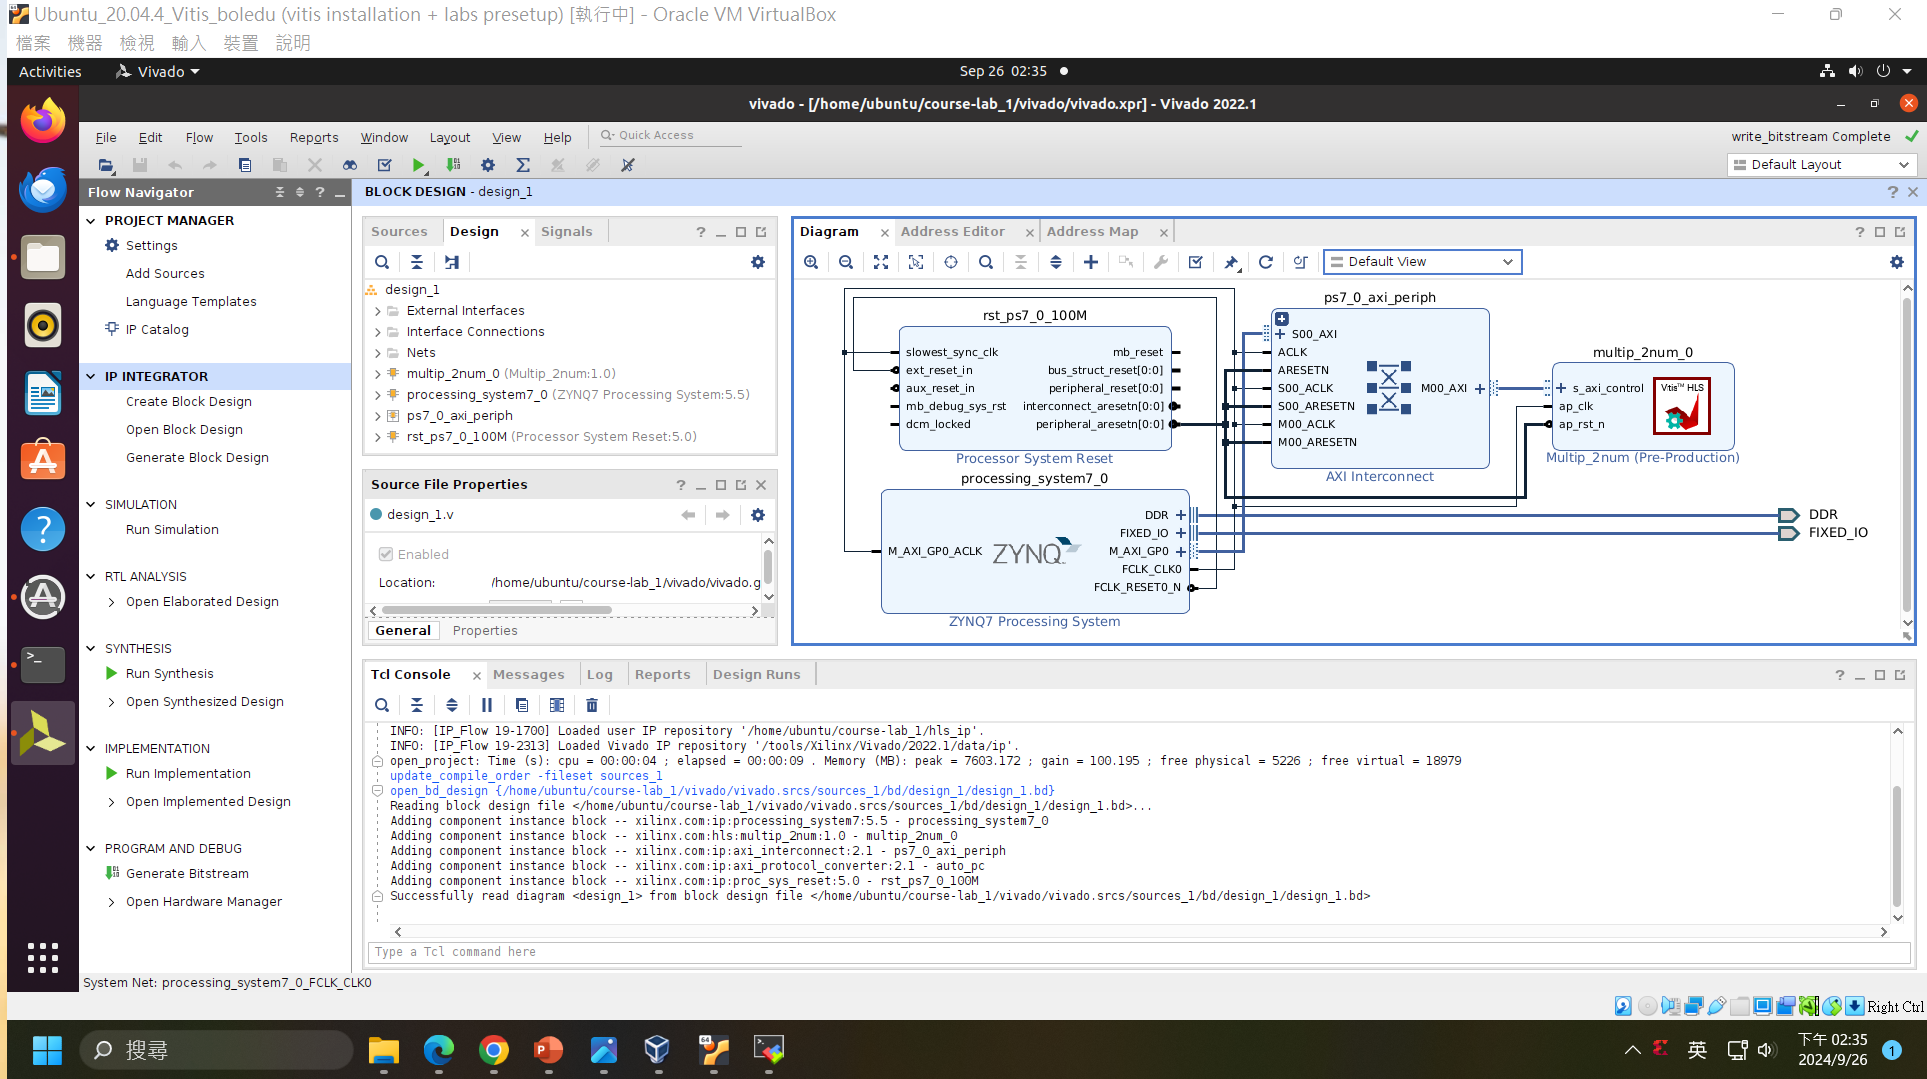 Ubuntu_20.04.4_Vitis_boledu (vitis installation + labs presetup) [執行中] - Oracle VM VirtualBox
檔案 機器 檢視 輸入 裝置 說明
Activities Vivado Sep 26 02:35
vivado - [/home/ubuntu/course-lab_1/vivado/vivado.xpr] - Vivado 2022.1
File Edit Flow Tools Reports Window Layout View Help Quick Access write_bitstream Complete
Default Layout
Flow Navigator
PROJECT MANAGER
Settings
Add Sources
Language Templates
IP Catalog
IP INTEGRATOR
Create Block Design
Open Block Design
Generate Block Design
SIMULATION
Run Simulation
RTL ANALYSIS
Open Elaborated Design
SYNTHESIS
Run Synthesis
Open Synthesized Design
IMPLEMENTATION
Run Implementation
Open Implemented Design
PROGRAM AND DEBUG
Generate Bitstream
Open Hardware Manager
BLOCK DESIGN - design_1
Sources Design Signals
design_1
External Interfaces
Interface Connections
Nets
multip_2num_0 (Multip_2num:1.0)
processing_system7_0 (ZYNQ7 Processing System:5.5)
ps7_0_axi_periph
rst_ps7_0_100M (Processor System Reset:5.0)
Source File Properties
design_1.v
Enabled
Location: /home/ubuntu/course-lab_1/vivado/vivado.g
General Properties
Diagram Address Editor Address Map
Default View
rst_ps7_0_100M
slowest_sync_clk mb_reset
ext_reset_in bus_struct_reset[0:0]
aux_reset_in peripheral_reset[0:0]
mb_debug_sys_rst interconnect_aresetn[0:0]
dcm_locked peripheral_aresetn[0:0]
Processor System Reset
processing_system7_0
DDR
FIXED_IO
M_AXI_GP0_ACLK ZYNQ M_AXI_GP0
FCLK_CLK0
FCLK_RESET0_N
ZYNQ7 Processing System
ps7_0_axi_periph
S00_AXI
ACLK
ARESETN
S00_ACLK M00_AXI
S00_ARESETN
M00_ACLK
M00_ARESETN
AXI Interconnect
multip_2num_0
s_axi_control Vitis™ HLS
ap_clk
ap_rst_n
Multip_2num (Pre-Production)
DDR
FIXED_IO
Tcl Console Messages Log Reports Design Runs
INFO: [IP_Flow 19-1700] Loaded user IP repository '/home/ubuntu/course-lab_1/hls_ip'.
INFO: [IP_Flow 19-2313] Loaded Vivado IP repository '/tools/Xilinx/Vivado/2022.1/data/ip'.
open_project: Time (s): cpu = 00:00:04 ; elapsed = 00:00:09 . Memory (MB): peak = 7603.172 ; gain = 100.195 ; free physical = 5226 ; free virtual = 18979
update_compile_order -fileset sources_1
open_bd_design {/home/ubuntu/course-lab_1/vivado/vivado.srcs/sources_1/bd/design_1/design_1.bd}
Reading block design file </home/ubuntu/course-lab_1/vivado/vivado.srcs/sources_1/bd/design_1/design_1.bd>...
Adding component instance block -- xilinx.com:ip:processing_system7:5.5 - processing_system7_0
Adding component instance block -- xilinx.com:hls:multip_2num:1.0 - multip_2num_0
Adding component instance block -- xilinx.com:ip:axi_interconnect:2.1 - ps7_0_axi_periph
Adding component instance block -- xilinx.com:ip:axi_protocol_converter:2.1 - auto_pc
Adding component instance block -- xilinx.com:ip:proc_sys_reset:5.0 - rst_ps7_0_100M
Successfully read diagram <design_1> from block design file </home/ubuntu/course-lab_1/vivado/vivado.srcs/sources_1/bd/design_1/design_1.bd>
Type a Tcl command here
System Net: processing_system7_0_FCLK_CLK0
Right Ctrl
搜尋
英
下午 02:35
2024/9/26
1